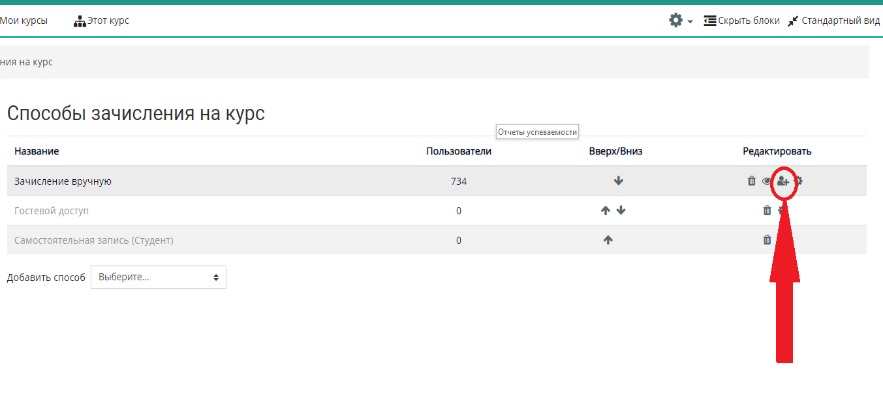 Мои курсы Этот курс Скрыть блоки Стандартный вид
ния на курс
Способы зачисления на курс
Отчеты успеваемости
Название Пользователи Вверх/Вниз Редактировать
Зачисление вручную 734
Гостевой доступ 0
Самостоятельная запись (Студент) 0
Добавить способ Выберите...